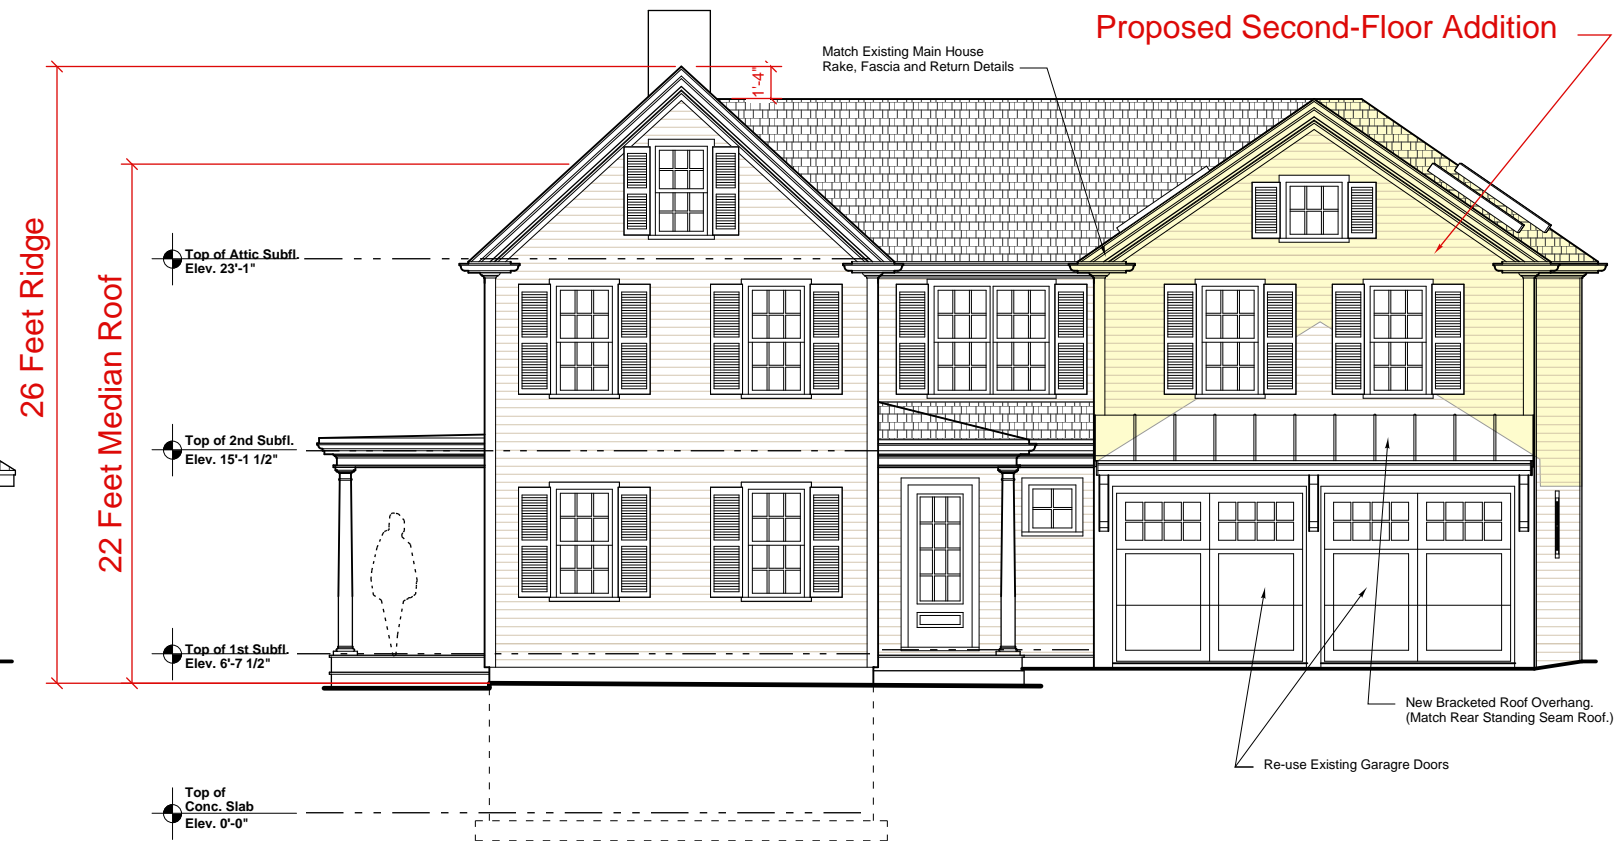 Proposed Second-Floor Addition
Match Existing Main House
Rake, Fascia and Return Details
1'-4"
26 Feet Ridge
22 Feet Median Roof
Top of Attic Subfl.
Elev. 23'-1"
Top of 2nd Subfl.
Elev. 15'-1 1/2"
Top of 1st Subfl.
Elev. 6'-7 1/2"
New Bracketed Roof Overhang.
(Match Rear Standing Seam Roof.)
Re-use Existing Garagre Doors
Top of
Conc. Slab
Elev. 0'-0"